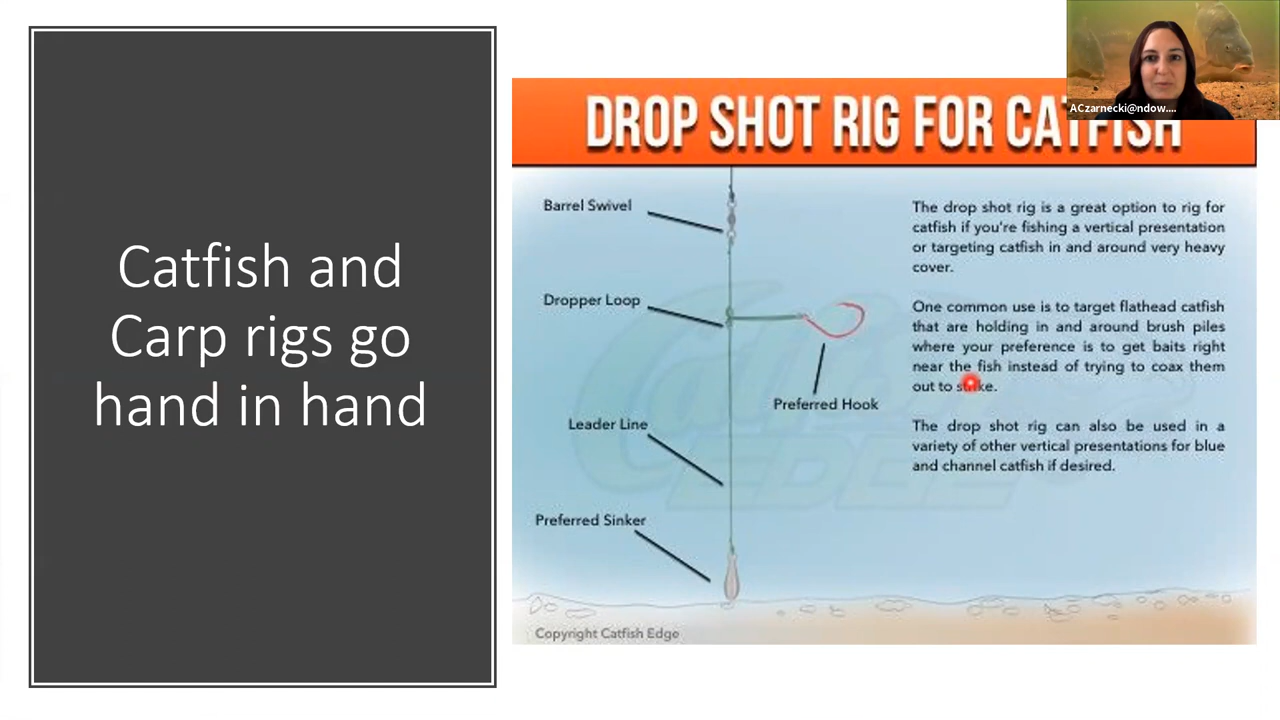 Catfish and
Carp rigs go
hand in hand
ACzarnecki@ndow....
DROP SHOT RIG FOR CATFISH
Barrel Swivel
Dropper Loop
Preferred Hook
Leader Line
Preferred Sinker
The drop shot rig is a great option to rig for
catfish if you're fishing a vertical presentation
or targeting catfish in and around very heavy
cover.
One common use is to target flathead catfish
that are holding in and around brush piles
where your preference is to get baits right
near the fish instead of trying to coax them
out to strike.
The drop shot rig can also be used in a
variety of other vertical presentations for blue
and channel catfish if desired.
Copyright Catfish Edge